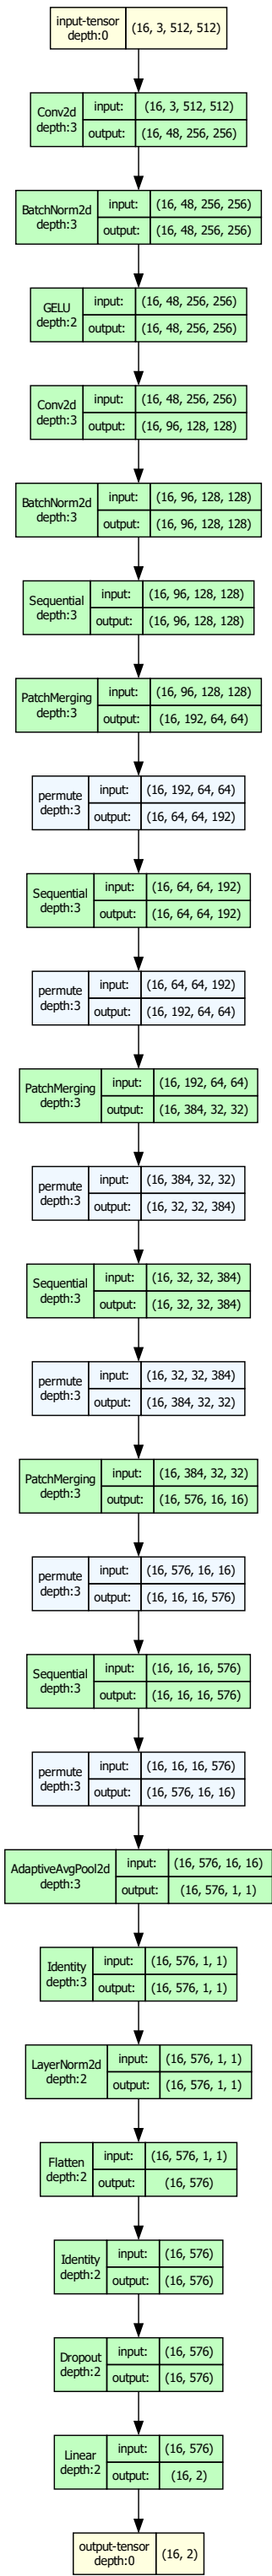 input-tensor
depth:0
(16, 3, 512, 512)
Conv2d
depth:3
input:
(16, 3, 512, 512)
output:
(16, 48, 256, 256)
BatchNorm2d
depth:3
input:
(16, 48, 256, 256)
output:
(16, 48, 256, 256)
GELU
depth:2
input:
(16, 48, 256, 256)
output:
(16, 48, 256, 256)
Conv2d
depth:3
input:
(16, 48, 256, 256)
output:
(16, 96, 128, 128)
BatchNorm2d
depth:3
input:
(16, 96, 128, 128)
output:
(16, 96, 128, 128)
Sequential
depth:3
input:
(16, 96, 128, 128)
output:
(16, 96, 128, 128)
PatchMerging
depth:3
input:
(16, 96, 128, 128)
output:
(16, 192, 64, 64)
permute
depth:3
input:
(16, 192, 64, 64)
output:
(16, 64, 64, 192)
Sequential
depth:3
input:
(16, 64, 64, 192)
output:
(16, 64, 64, 192)
permute
depth:3
input:
(16, 64, 64, 192)
output:
(16, 192, 64, 64)
PatchMerging
depth:3
input:
(16, 192, 64, 64)
output:
(16, 384, 32, 32)
permute
depth:3
input:
(16, 384, 32, 32)
output:
(16, 32, 32, 384)
Sequential
depth:3
input:
(16, 32, 32, 384)
output:
(16, 32, 32, 384)
permute
depth:3
input:
(16, 32, 32, 384)
output:
(16, 384, 32, 32)
PatchMerging
depth:3
input:
(16, 384, 32, 32)
output:
(16, 576, 16, 16)
permute
depth:3
input:
(16, 576, 16, 16)
output:
(16, 16, 16, 576)
Sequential
depth:3
input:
(16, 16, 16, 576)
output:
(16, 16, 16, 576)
permute
depth:3
input:
(16, 16, 16, 576)
output:
(16, 576, 16, 16)
AdaptiveAvgPool2d
depth:3
input:
(16, 576, 16, 16)
output:
(16, 576, 1, 1)
Identity
depth:3
input:
(16, 576, 1, 1)
output:
(16, 576, 1, 1)
LayerNorm2d
depth:2
input:
(16, 576, 1, 1)
output:
(16, 576, 1, 1)
Flatten
depth:2
input:
(16, 576, 1, 1)
output:
(16, 576)
Identity
depth:2
input:
(16, 576)
output:
(16, 576)
Dropout
depth:2
input:
(16, 576)
output:
(16, 576)
Linear
depth:2
input:
(16, 576)
output:
(16, 2)
output-tensor
depth:0
(16, 2)